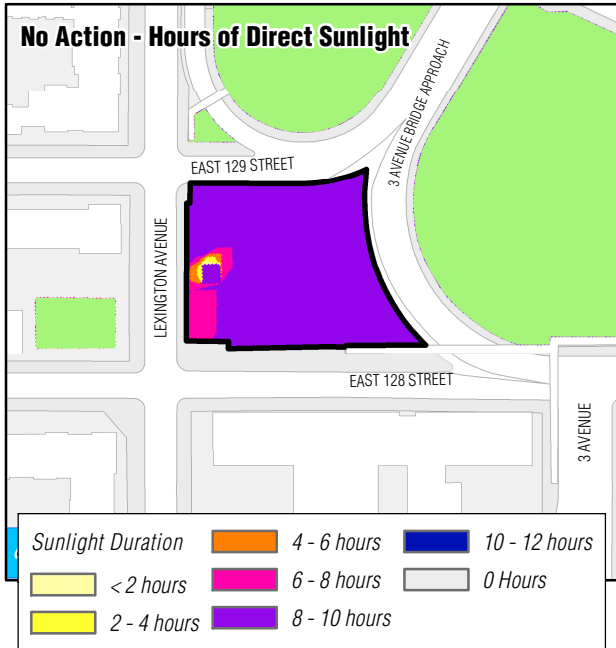 No Action - Hours of Direct Sunlight
3 AVENUE BRIDGE APPROACH
EAST 129 STREET
LEXINGTON AVENUE
EAST 128 STREET
3 AVENUE
Sunlight Duration
< 2 hours
2 - 4 hours
4 - 6 hours
6 - 8 hours
8 - 10 hours
10 - 12 hours
0 Hours